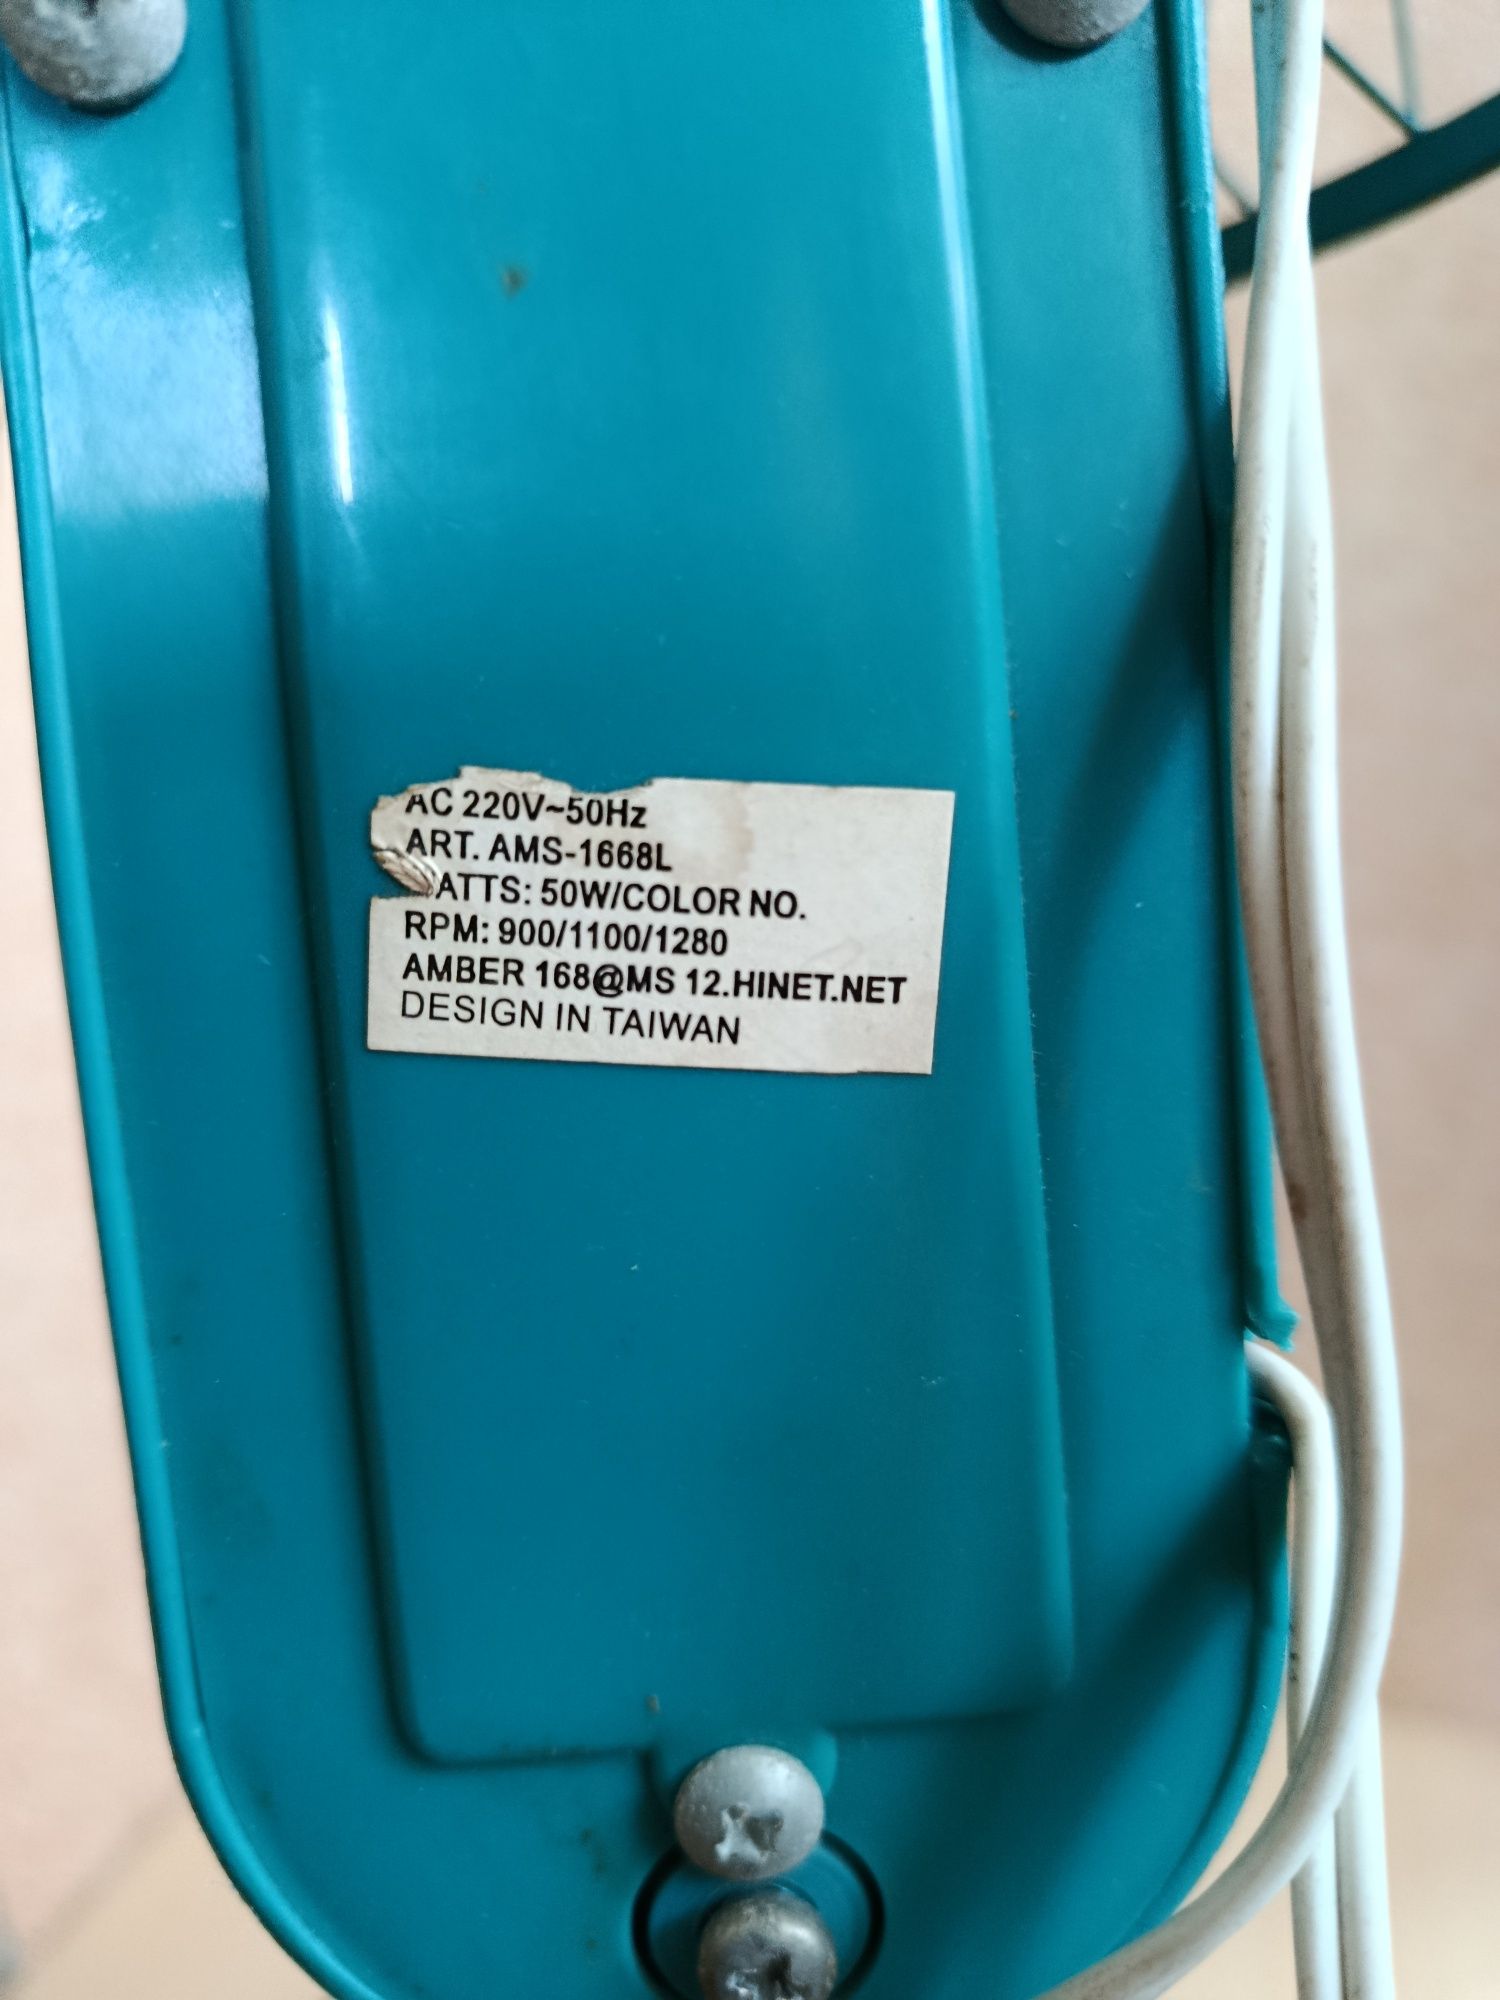 AC 220V~50Hz
ART. AMS-1668L
ATTS: 50W/COLOR NO.
RPM: 900/1100/1280
AMBER 168@MS 12.HINET.NET
DESIGN IN TAIWAN